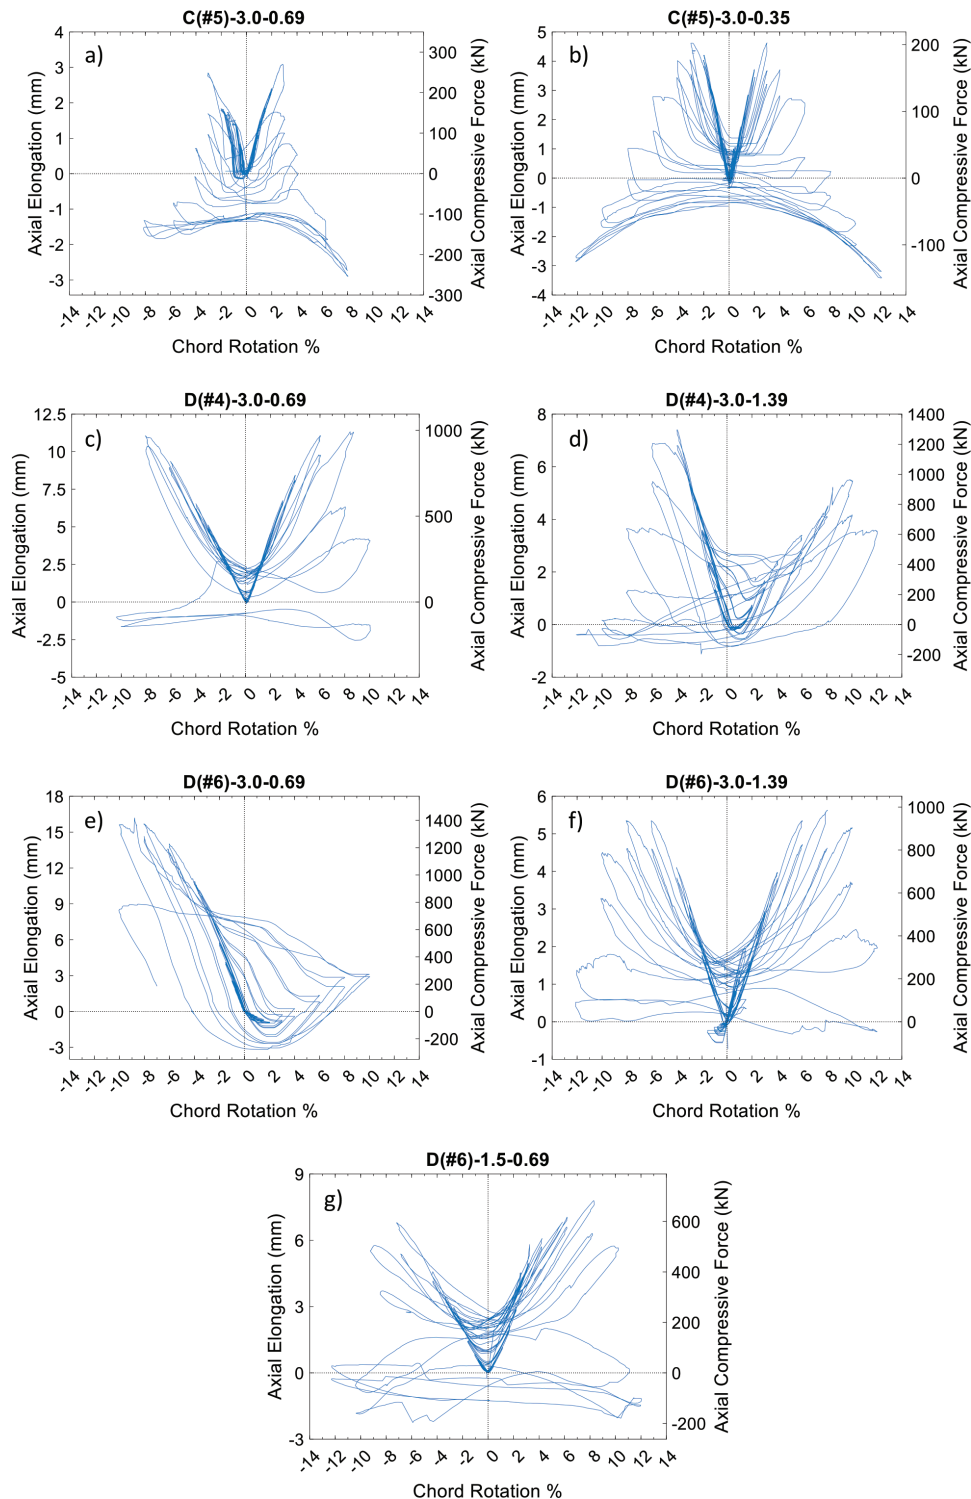 C(#5)-3.0-0.69
a)
4
3
2
1
0
-1
-2
-3
300
200
100
0
-100
-200
-300
Axial Elongation (mm)
Axial Compressive Force (kN)
-14 -12 -10 -8 -6 -4 -2 0 2 4 6 8 10 12 14
Chord Rotation %
C(#5)-3.0-0.35
b)
5
4
3
2
1
0
-1
-2
-3
-4
200
100
0
-100
Axial Elongation (mm)
Axial Compressive Force (kN)
-14 -12 -10 -8 -6 -4 -2 0 2 4 6 8 10 12 14
Chord Rotation %
D(#4)-3.0-0.69
c)
12.5
10
7.5
5
2.5
0
-2.5
-5
1000
500
0
Axial Elongation (mm)
Axial Compressive Force (kN)
-14 -12 -10 -8 -6 -4 -2 0 2 4 6 8 10 12 14
Chord Rotation %
D(#4)-3.0-1.39
d)
8
6
4
2
0
-2
1400
1200
1000
800
600
400
200
0
-200
Axial Elongation (mm)
Axial Compressive Force (kN)
-14 -12 -10 -8 -6 -4 -2 0 2 4 6 8 10 12 14
Chord Rotation %
D(#6)-3.0-0.69
e)
18
15
12
9
6
3
0
-3
1400
1200
1000
800
600
400
200
0
-200
Axial Elongation (mm)
Axial Compressive Force (kN)
-14 -12 -10 -8 -6 -4 -2 0 2 4 6 8 10 12 14
Chord Rotation %
D(#6)-3.0-1.39
f)
6
5
4
3
2
1
0
-1
1000
800
600
400
200
0
Axial Elongation (mm)
Axial Compressive Force (kN)
-14 -12 -10 -8 -6 -4 -2 0 2 4 6 8 10 12 14
Chord Rotation %
D(#6)-1.5-0.69
g)
9
6
3
0
-3
600
400
200
0
-200
Axial Elongation (mm)
Axial Compressive Force (kN)
-14 -12 -10 -8 -6 -4 -2 0 2 4 6 8 10 12 14
Chord Rotation %